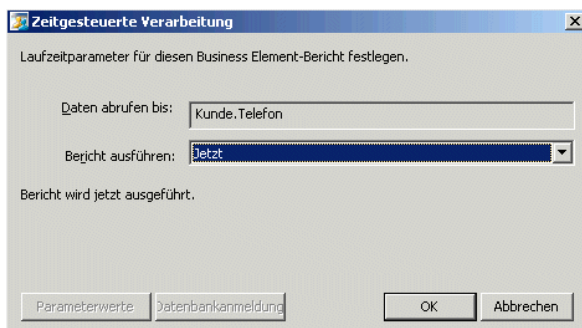 Zeitgesteuerte Verarbeitung
Laufzeitparameter für diesen Business Element-Bericht festlegen.
Daten abrufen bis: Kunde.Telefon
Bericht ausführen: Jetzt
Bericht wird jetzt ausgeführt.
Parameterwerte Datenbankanmeldung OK Abbrechen